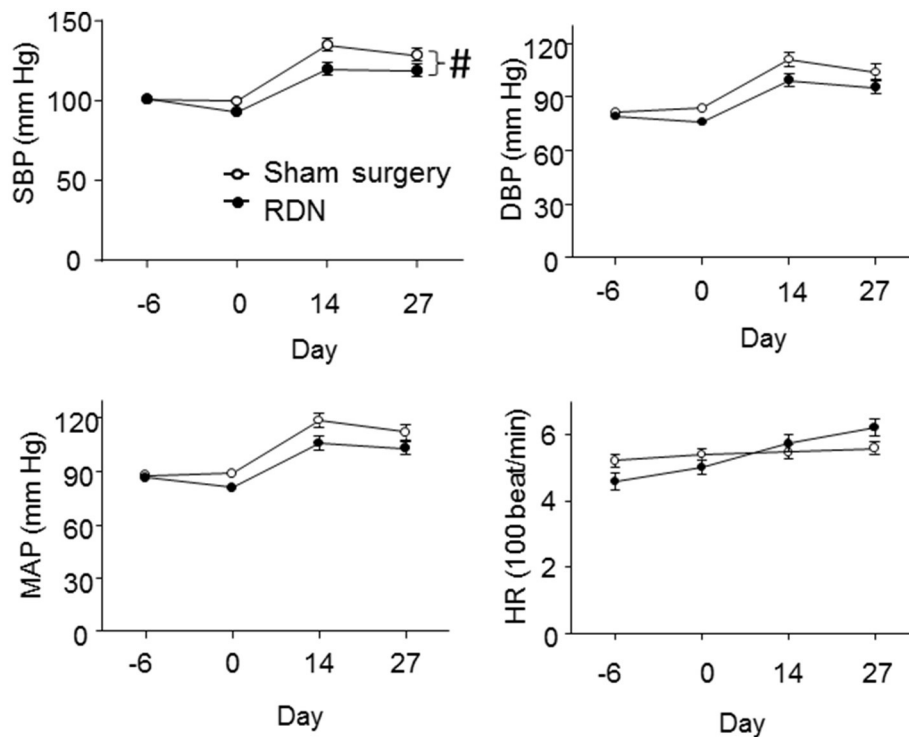 SBP (mm Hg)
150
100
50
0
Sham surgery
RDN
#
-6 0 14 27
Day
DBP (mm Hg)
120
90
60
30
0
-6 0 14 27
Day
MAP (mm Hg)
120
90
60
30
0
-6 0 14 27
Day
HR (100 beat/min)
6
4
2
0
-6 0 14 27
Day